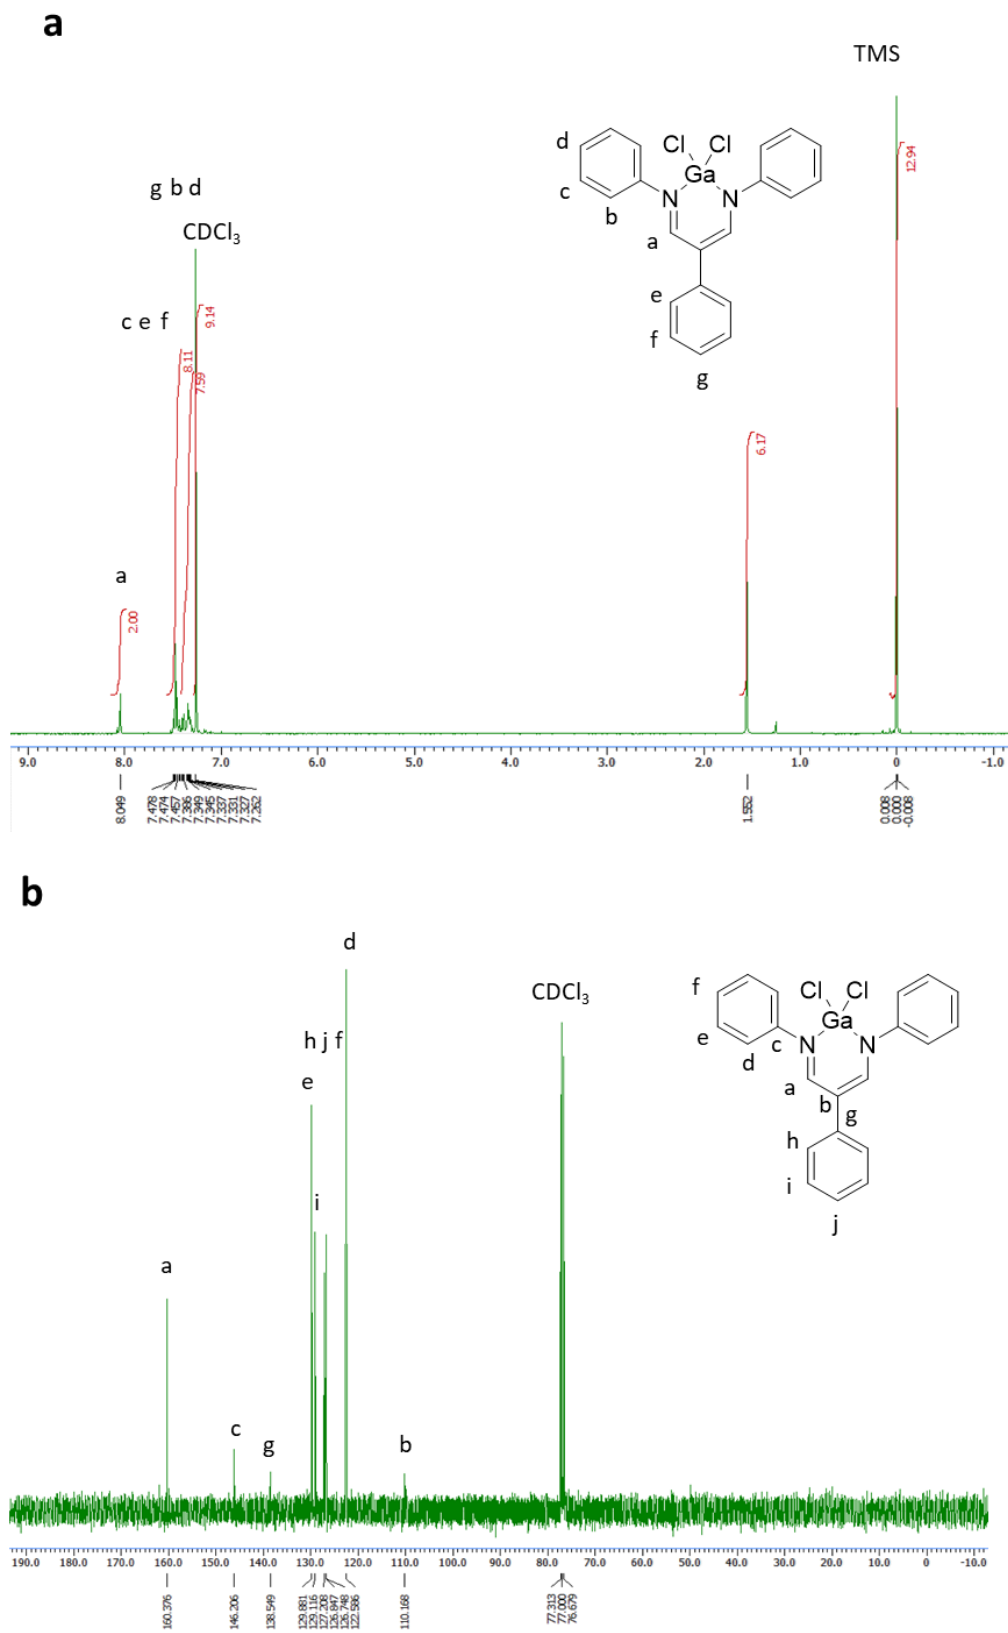 a
TMS
d
Cl Cl
Ga
N N
c
b
a
e
f
g
g b d
CDCl₃
c e f
a
2.00
8.11
7.59
9.14
6.17
12.94
9.0 8.0 7.0 6.0 5.0 4.0 3.0 2.0 1.0 0 -1.0
8.049
7.478
7.474
7.457
7.386
7.349
7.345
7.337
7.331
7.327
7.262
1.552
0.008
0.000
-0.008
b
d
CDCl₃
h j f
e
i
a
c
g
b
f
Cl Cl
Ga
N N
e
d
c
a
b
g
h
i
j
190.0 180.0 170.0 160.0 150.0 140.0 130.0 120.0 110.0 100.0 90.0 80.0 70.0 60.0 50.0 40.0 30.0 20.0 10.0 0 -10.0
160.376
146.206
138.549
129.881
129.116
127.208
126.847
126.748
122.586
110.168
77.313
77.000
76.679